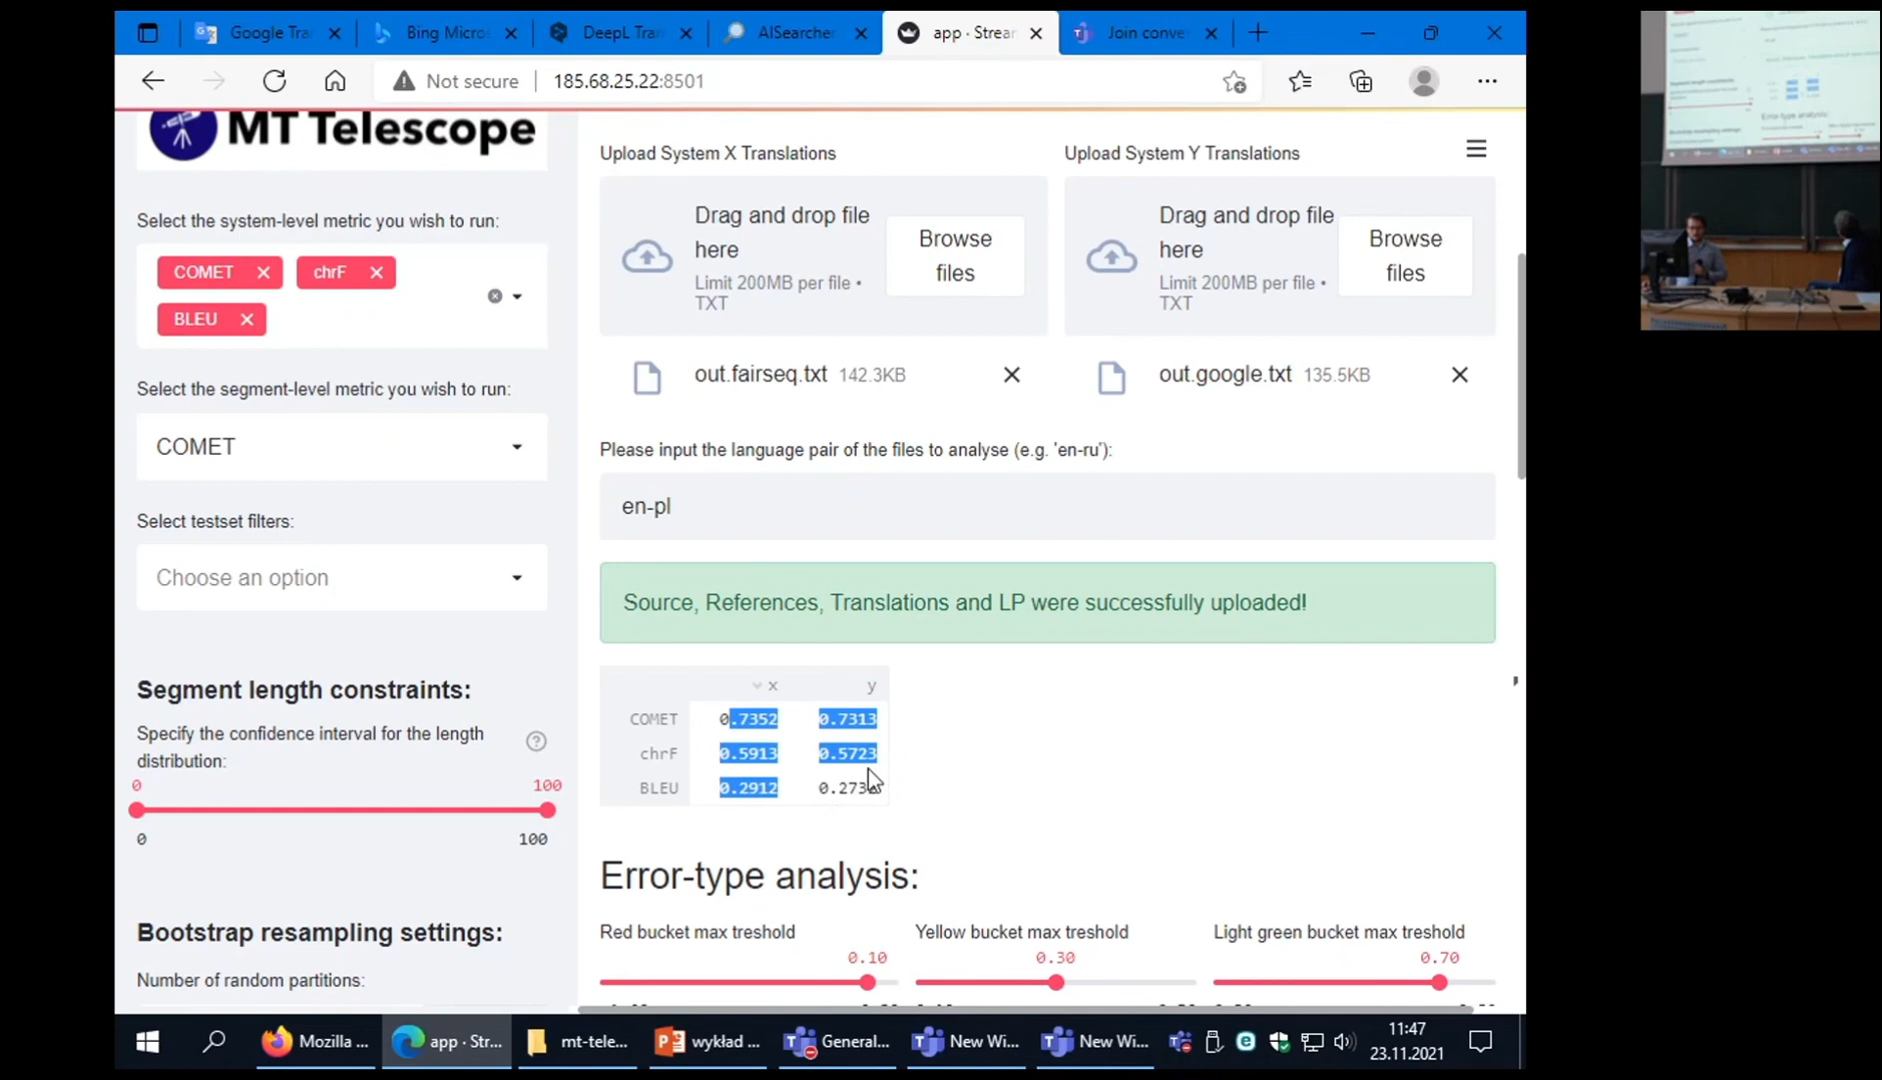 Google Tra
Bing Micros
DeepL Tran
AISearcher
app · Strea
Join conve
Not secure
185.68.25.22:8501
MT Telescope
Select the system-level metric you wish to run:
COMET
chrF
BLEU
Select the segment-level metric you wish to run:
COMET
Select testset filters:
Choose an option
Segment length constraints:
Specify the confidence interval for the length
distribution:
0 100
0 100
Bootstrap resampling settings:
Number of random partitions:
Upload System X Translations
Drag and drop file
here
Limit 200MB per file •
TXT
Browse
files
out.fairseq.txt 142.3KB
Upload System Y Translations
Drag and drop file
here
Limit 200MB per file •
TXT
Browse
files
out.google.txt 135.5KB
Please input the language pair of the files to analyse (e.g. 'en-ru'):
en-pl
Source, References, Translations and LP were successfully uploaded!
x y
COMET 0.7352 0.7313
chrF 0.5913 0.5723
BLEU 0.2912
Error-type analysis:
Red bucket max treshold
0.10
Yellow bucket max treshold
0.30
Light green bucket max treshold
0.70
Mozilla ...
app · Str...
mt-tele...
wykład ...
General...
New Wi...
New Wi...
11:47
23.11.2021